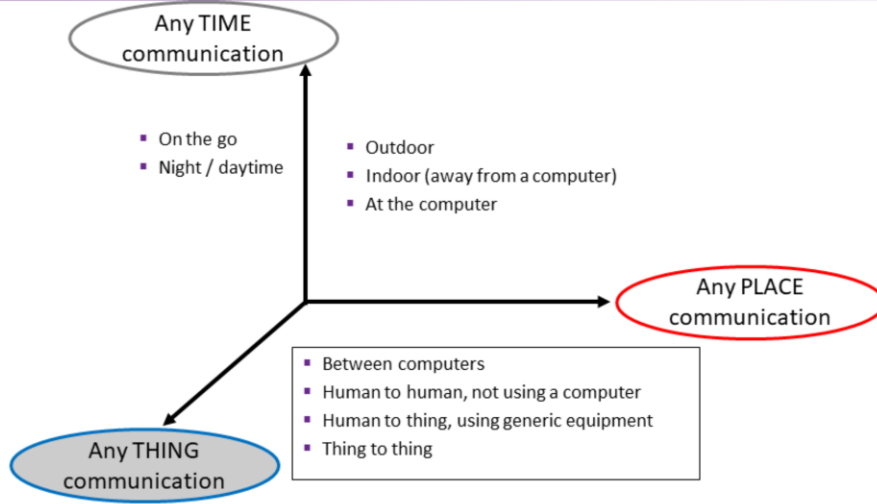 Any TIME
communication
▪ On the go
▪ Night / daytime
▪ Outdoor
▪ Indoor (away from a computer)
▪ At the computer
Any PLACE
communication
▪ Between computers
▪ Human to human, not using a computer
▪ Human to thing, using generic equipment
▪ Thing to thing
Any THING
communication